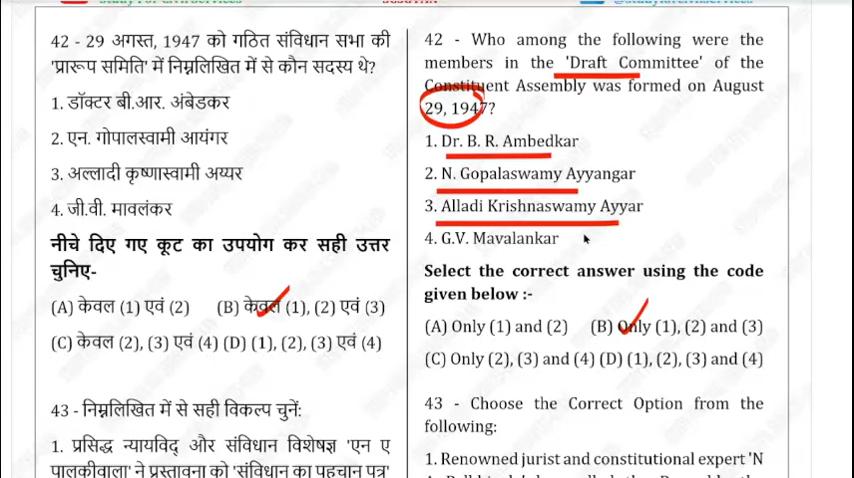 42 - 29 अगस्त, 1947 को गठित संविधान सभा की
'प्रारूप समिति' में निम्नलिखित में से कौन सदस्य थे?
1. डॉक्टर बी.आर. अंबेडकर
2. एन. गोपालस्वामी आयंगर
3. अल्लादी कृष्णास्वामी अय्यर
4. जी.वी. मावलंकर
नीचे दिए गए कूट का उपयोग कर सही उत्तर
चुनिए-
(A) केवल (1) एवं (2) (B) केवल (1), (2) एवं (3)
(C) केवल (2), (3) एवं (4) (D) (1), (2), (3) एवं (4)
43 - निम्नलिखित में से सही विकल्प चुनें:
1. प्रसिद्ध न्यायविद् और संविधान विशेषज्ञ 'एन ए
पालकीवाला' ने प्रस्तावना को 'संविधान का पहचान पत्र'
42 - Who among the following were the
members in the 'Draft Committee' of the
Constituent Assembly was formed on August
29, 1947?
1. Dr. B. R. Ambedkar
2. N. Gopalaswamy Ayyangar
3. Alladi Krishnaswamy Ayyar
4. G.V. Mavalankar
Select the correct answer using the code
given below :-
(A) Only (1) and (2) (B) Only (1), (2) and (3)
(C) Only (2), (3) and (4) (D) (1), (2), (3) and (4)
43 - Choose the Correct Option from the
following:
1. Renowned jurist and constitutional expert 'N